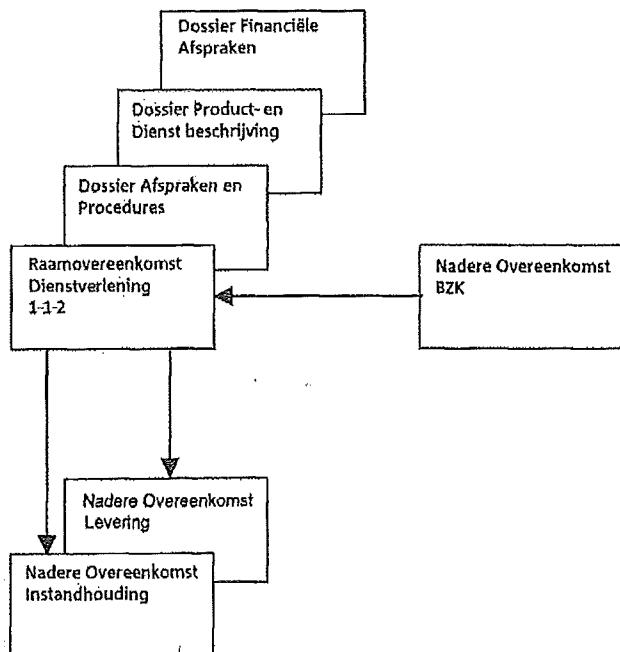 Dossier Financiële
Afspraken
Dossier Product- en
Dienst beschrijving
Dossier Afspraken en
Procedures
Raamovereenkomst
Dienstverlening
1-1-2
Nadere Overeenkomst
BZK
Nadere Overeenkomst
Levering
Nadere Overeenkomst
Instandhouding